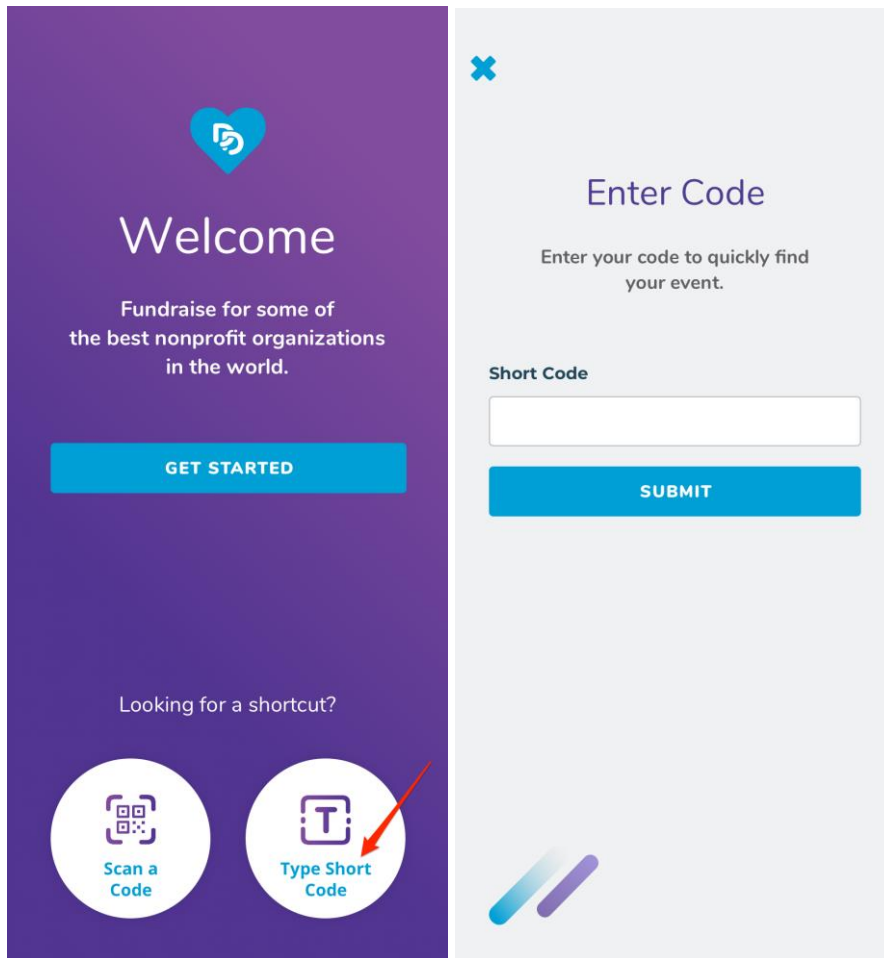 Welcome
Fundraise for some of
the best nonprofit organizations
in the world.
GET STARTED
Looking for a shortcut?
Scan a
Code
T
Type Short
Code
Enter Code
Enter your code to quickly find
your event.
Short Code
SUBMIT